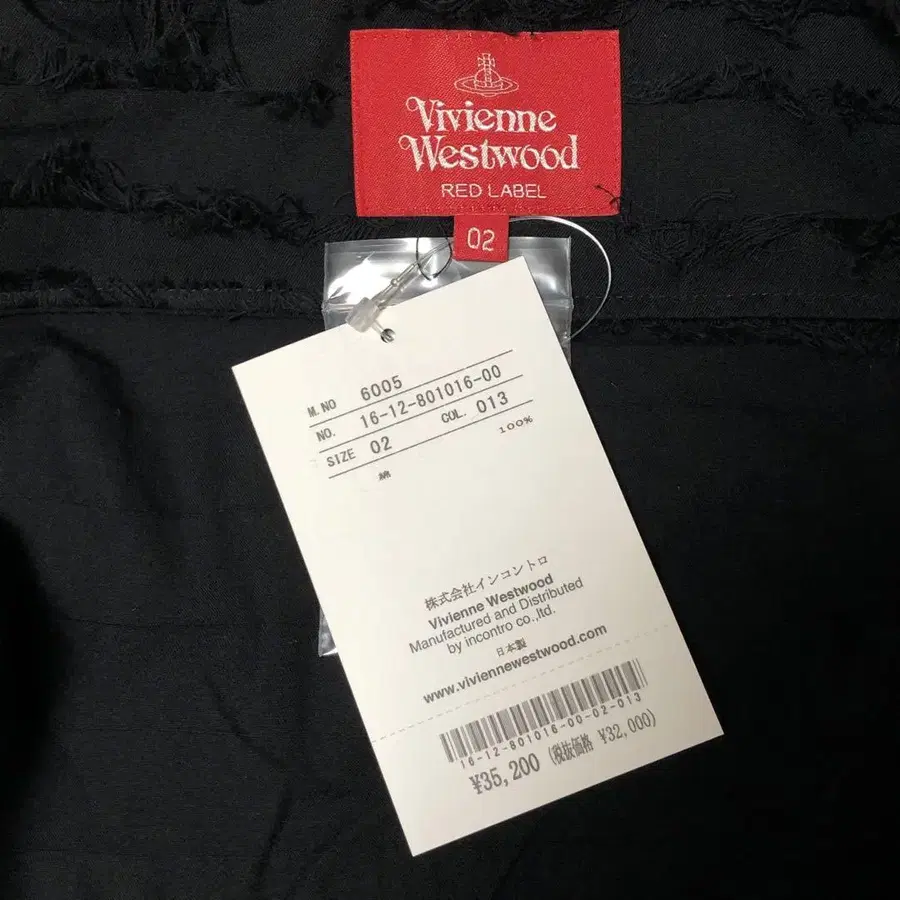 Vivienne
Westwood
RED LABEL
02
M.NO 6005
NO. 16-12-801016-00
SIZE 02 COL. 013
綿 100%
株式会社インコントロ
Vivienne Westwood
Manufactured and Distributed
by incontro co.,ltd.
日本製
www.viviennewestwood.com
16-12-801016-00-02-013
¥35,200 (税抜価格 ¥32,000)